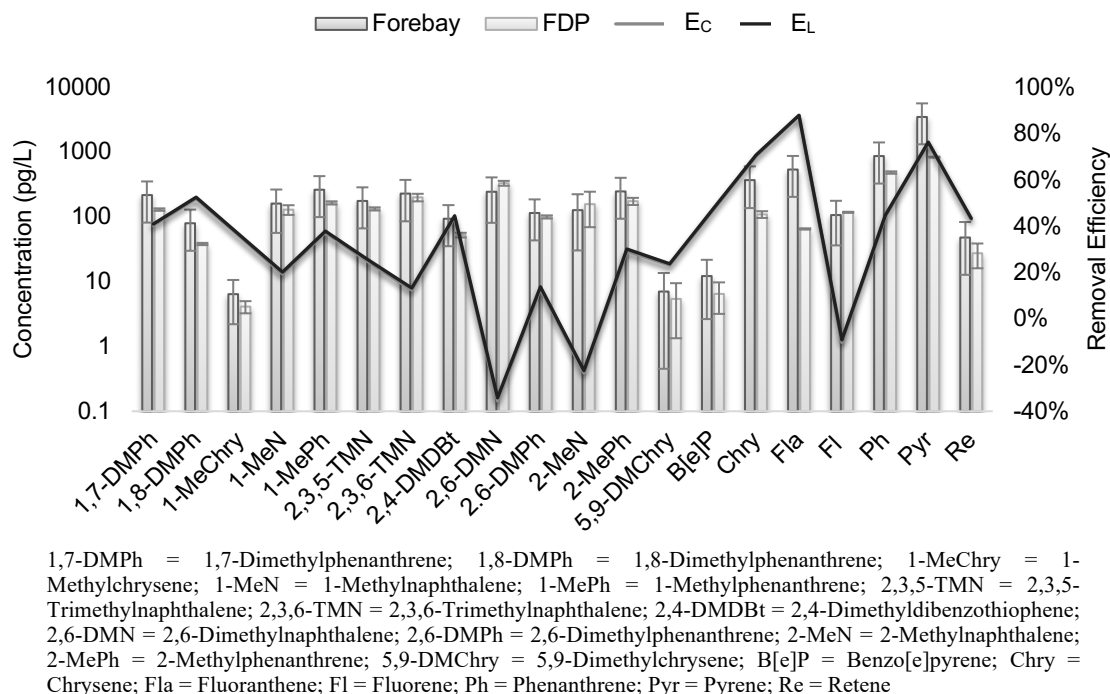 Forebay FDP E_C E_L
Concentration (pg/L)
10000
1000
100
10
1
0.1
100%
80%
60%
40%
20%
0%
-20%
-40%
Removal Efficiency
1,7-DMPh
1,8-DMPh
1-MeChry
1-MeN
1-MePh
2,3,5-TMN
2,3,6-TMN
2,4-DMDBt
2,6-DMN
2.6-DMPh
2-MeN
2-MePh
5,9-DMChry
B[e]P
Chry
Fla
Fl
Ph
Pyr
Re
1,7-DMPh = 1,7-Dimethylphenanthrene; 1,8-DMPh = 1,8-Dimethylphenanthrene; 1-MeChry = 1-
Methylchrysene; 1-MeN = 1-Methylnaphthalene; 1-MePh = 1-Methylphenanthrene; 2,3,5-TMN = 2,3,5-
Trimethylnaphthalene; 2,3,6-TMN = 2,3,6-Trimethylnaphthalene; 2,4-DMDBt = 2,4-Dimethyldibenzothiophene;
2,6-DMN = 2,6-Dimethylnaphthalene; 2,6-DMPh = 2,6-Dimethylphenanthrene; 2-MeN = 2-Methylnaphthalene;
2-MePh = 2-Methylphenanthrene; 5,9-DMChry = 5,9-Dimethylchrysene; B[e]P = Benzo[e]pyrene; Chry =
Chrysene; Fla = Fluoranthene; Fl = Fluorene; Ph = Phenanthrene; Pyr = Pyrene; Re = Retene